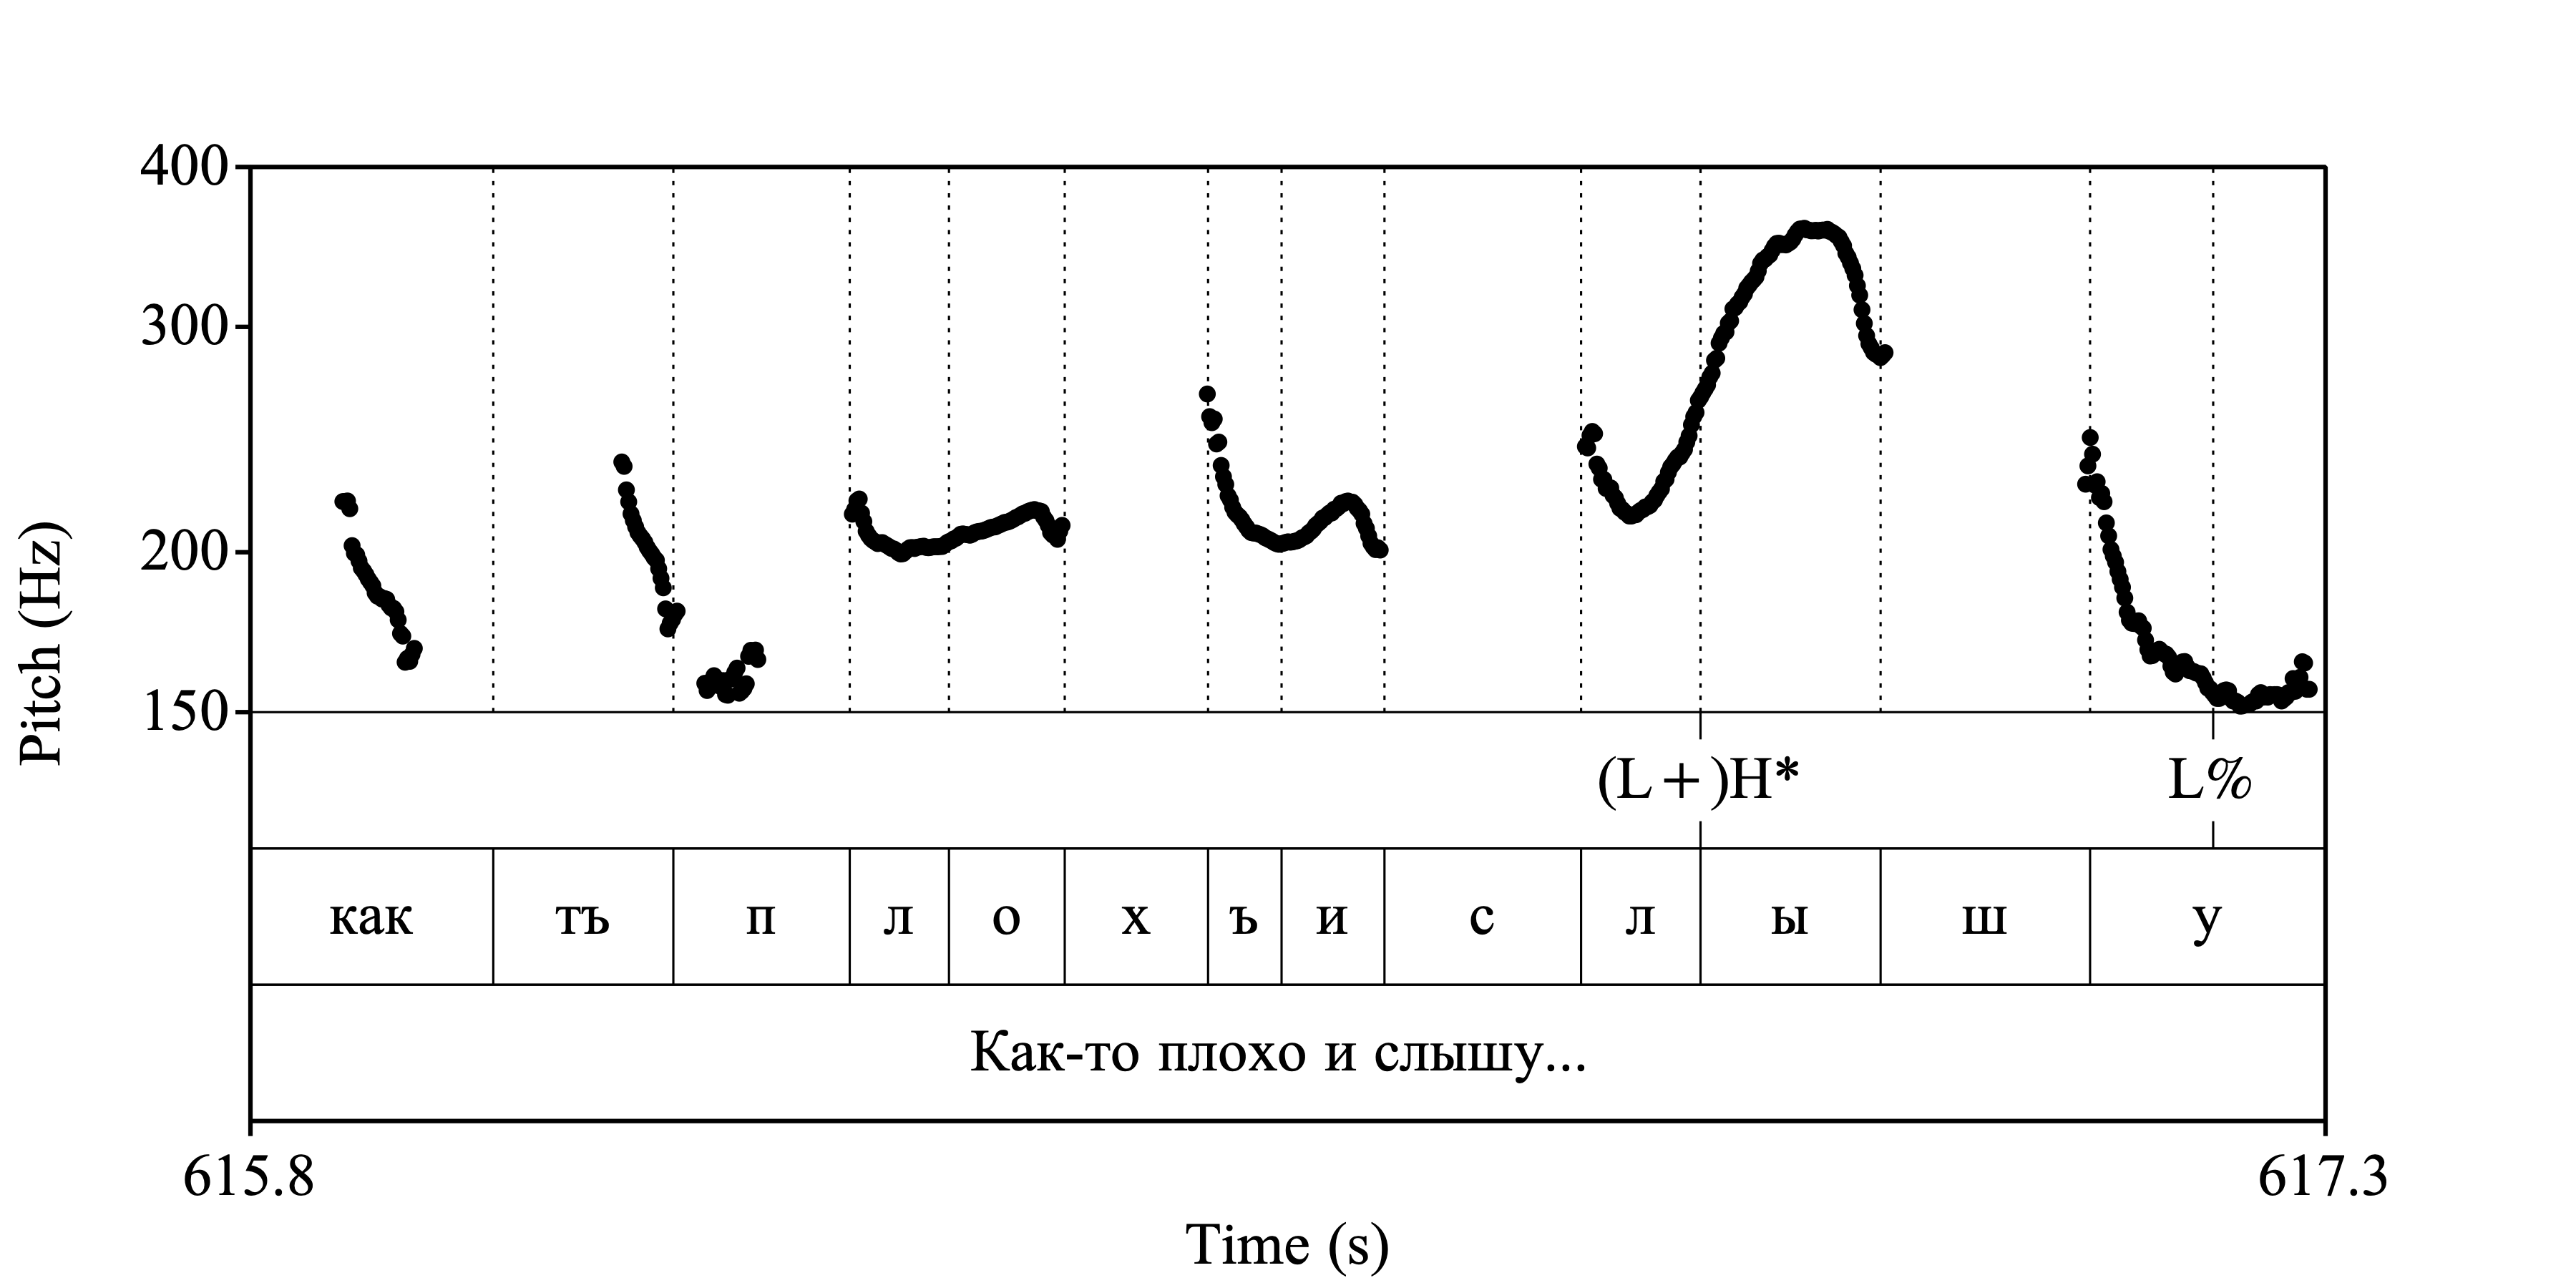 400
300
200
150
Pitch (Hz)
(L+)H* L%
как тъ п л о х ъ и с л ы ш у
Как-то плохо и слышу...
615.8 617.3
Time (s)